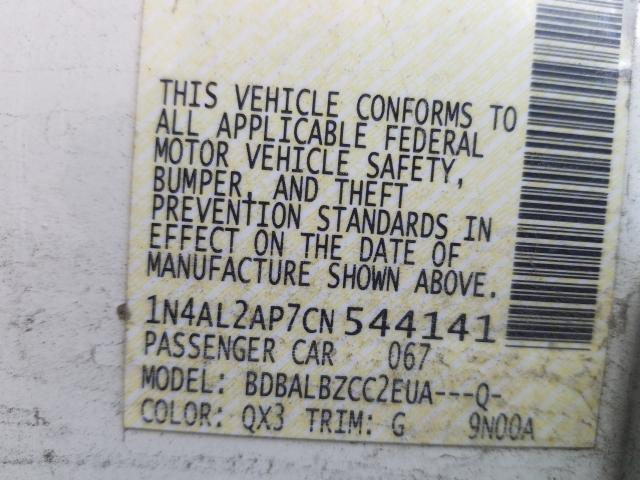 THIS VEHICLE CONFORMS TO
ALL APPLICABLE FEDERAL
MOTOR VEHICLE SAFETY,
BUMPER, AND THEFT
PREVENTION STANDARDS IN
EFFECT ON THE DATE OF
MANUFACTURE SHOWN ABOVE.
1N4AL2AP7CN 544141
PASSENGER CAR 067
MODEL: BDBALBZCC2EUA---Q-
COLOR: QX3 TRIM: G 9N00A